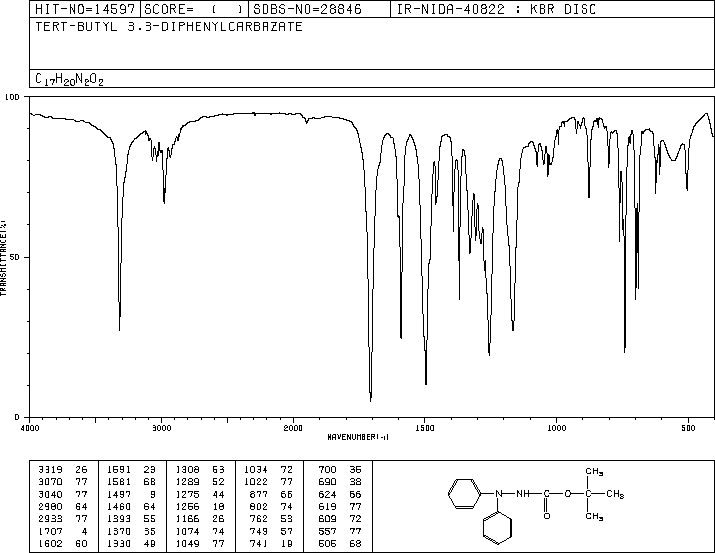 HIT-NO=14597 SCORE= ( ) SDBS-NO=28846 IR-NIDA-40822 : KBR DISC
TERT-BUTYL 3,3-DIPHENYLCARBAZATE
C17H20N2O2
100
50
0
TRANSMITTANCE(%)
4000 3000 2000 1500 1000 500
WAVENUMBER(-1)
3319 26 1591 23 1308 53 1034 72 700 35
3070 77 1581 68 1289 52 1022 77 690 38
3040 77 1497 9 1275 44 877 66 624 66
2980 64 1460 64 1256 18 802 74 619 77
2933 77 1393 55 1166 26 762 53 609 72
1707 4 1370 35 1074 74 749 57 557 77
1602 60 1330 49 1049 77 741 19 505 68
CH3
N NH C O C CH3
O CH3